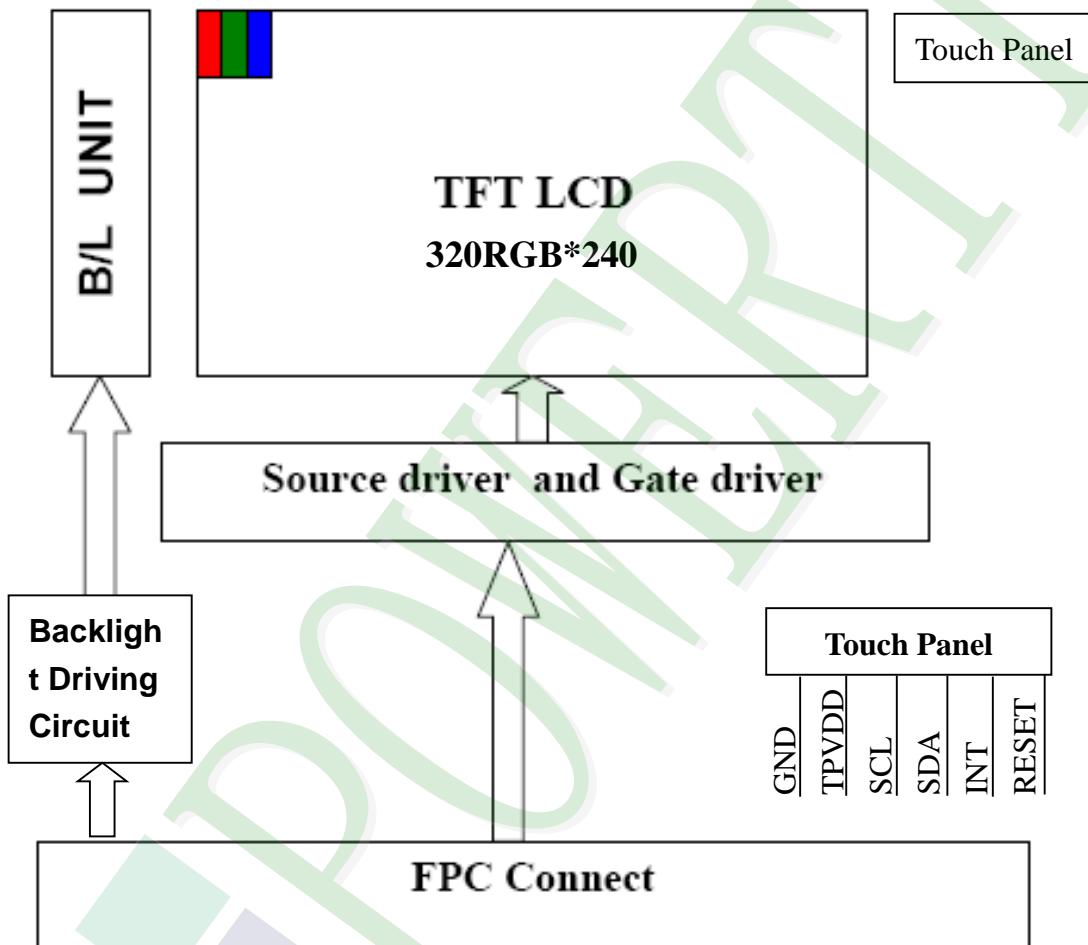 Touch Panel
B/L UNIT
TFT LCD
320RGB*240
Source driver and Gate driver
Backligh
t Driving
Circuit
Touch Panel
GND
TPVDD
SCL
SDA
INT
RESET
FPC Connect
POWERT